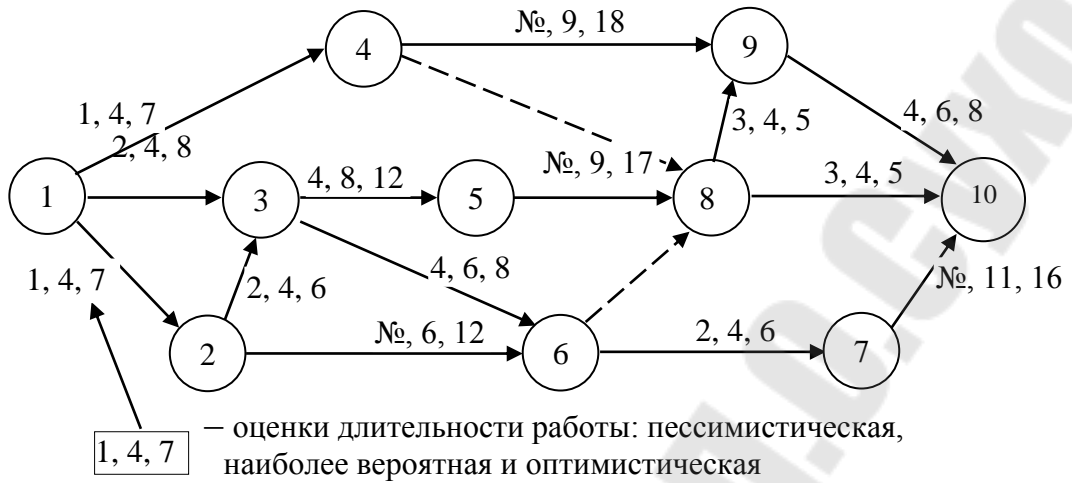 №, 9, 18
4
9
1, 4, 7
2, 4, 8
3, 4, 5
4, 6, 8
№, 9, 17
4, 8, 12
3, 4, 5
1
3
5
8
10
1, 4, 7
2, 4, 6
4, 6, 8
№, 11, 16
№, 6, 12
2, 4, 6
2
6
7
1, 4, 7 – оценки длительности работы: пессимистическая,
наиболее вероятная и оптимистическая